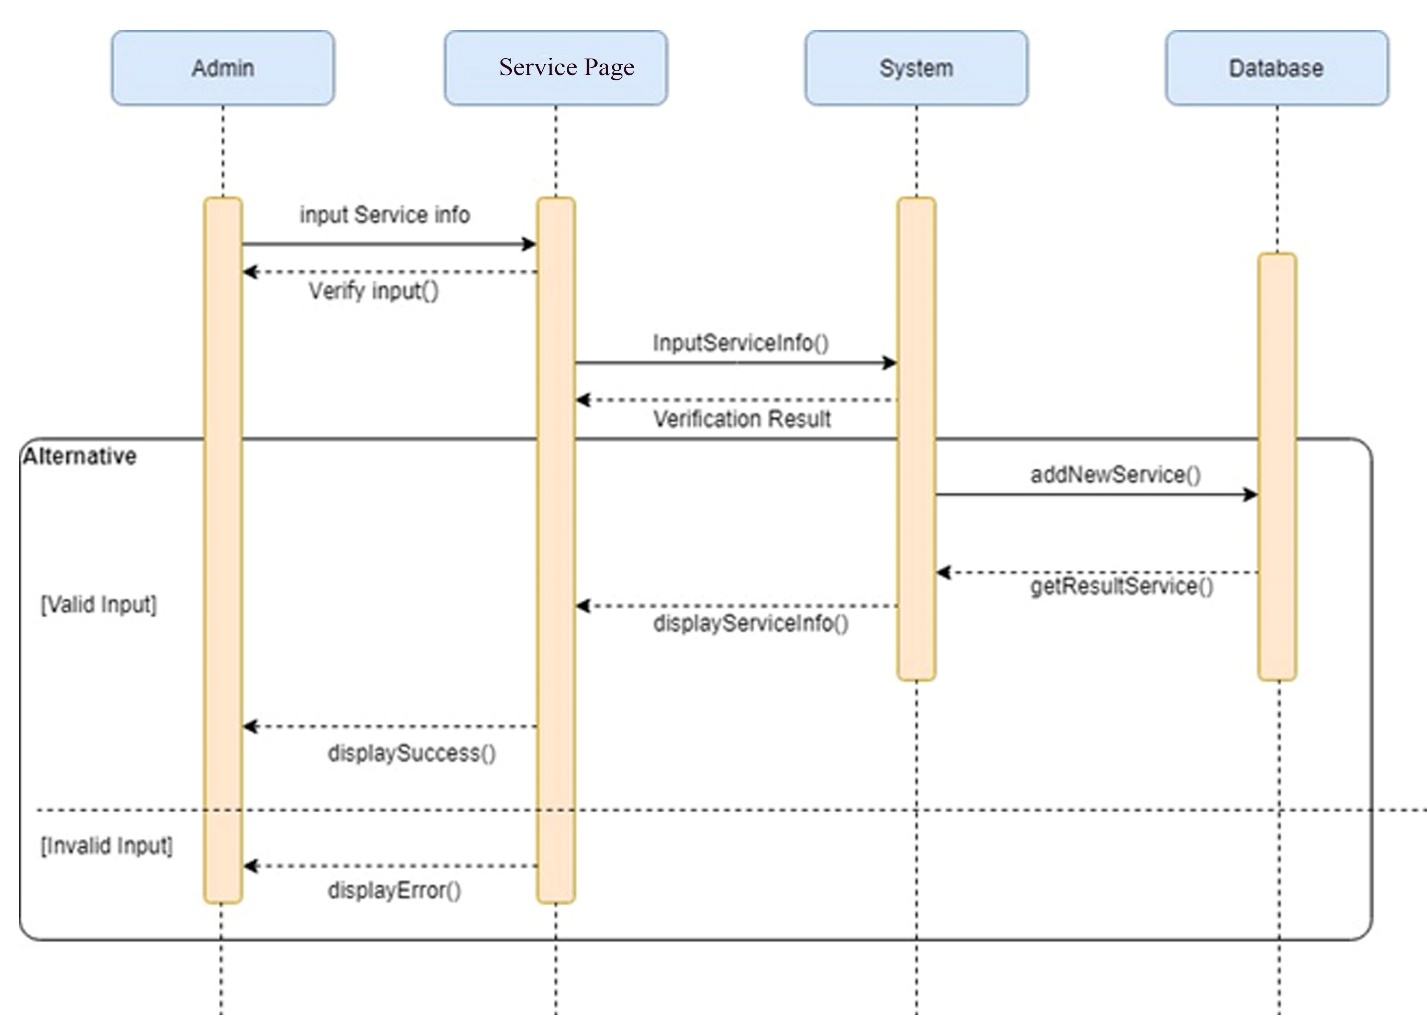 Admin
Service Page
System
Database
input Service info
Verify input()
InputServiceInfo()
Verification Result
Alternative
addNewService()
getResultService()
[Valid Input]
displayServiceInfo()
displaySuccess()
[Invalid Input]
displayError()